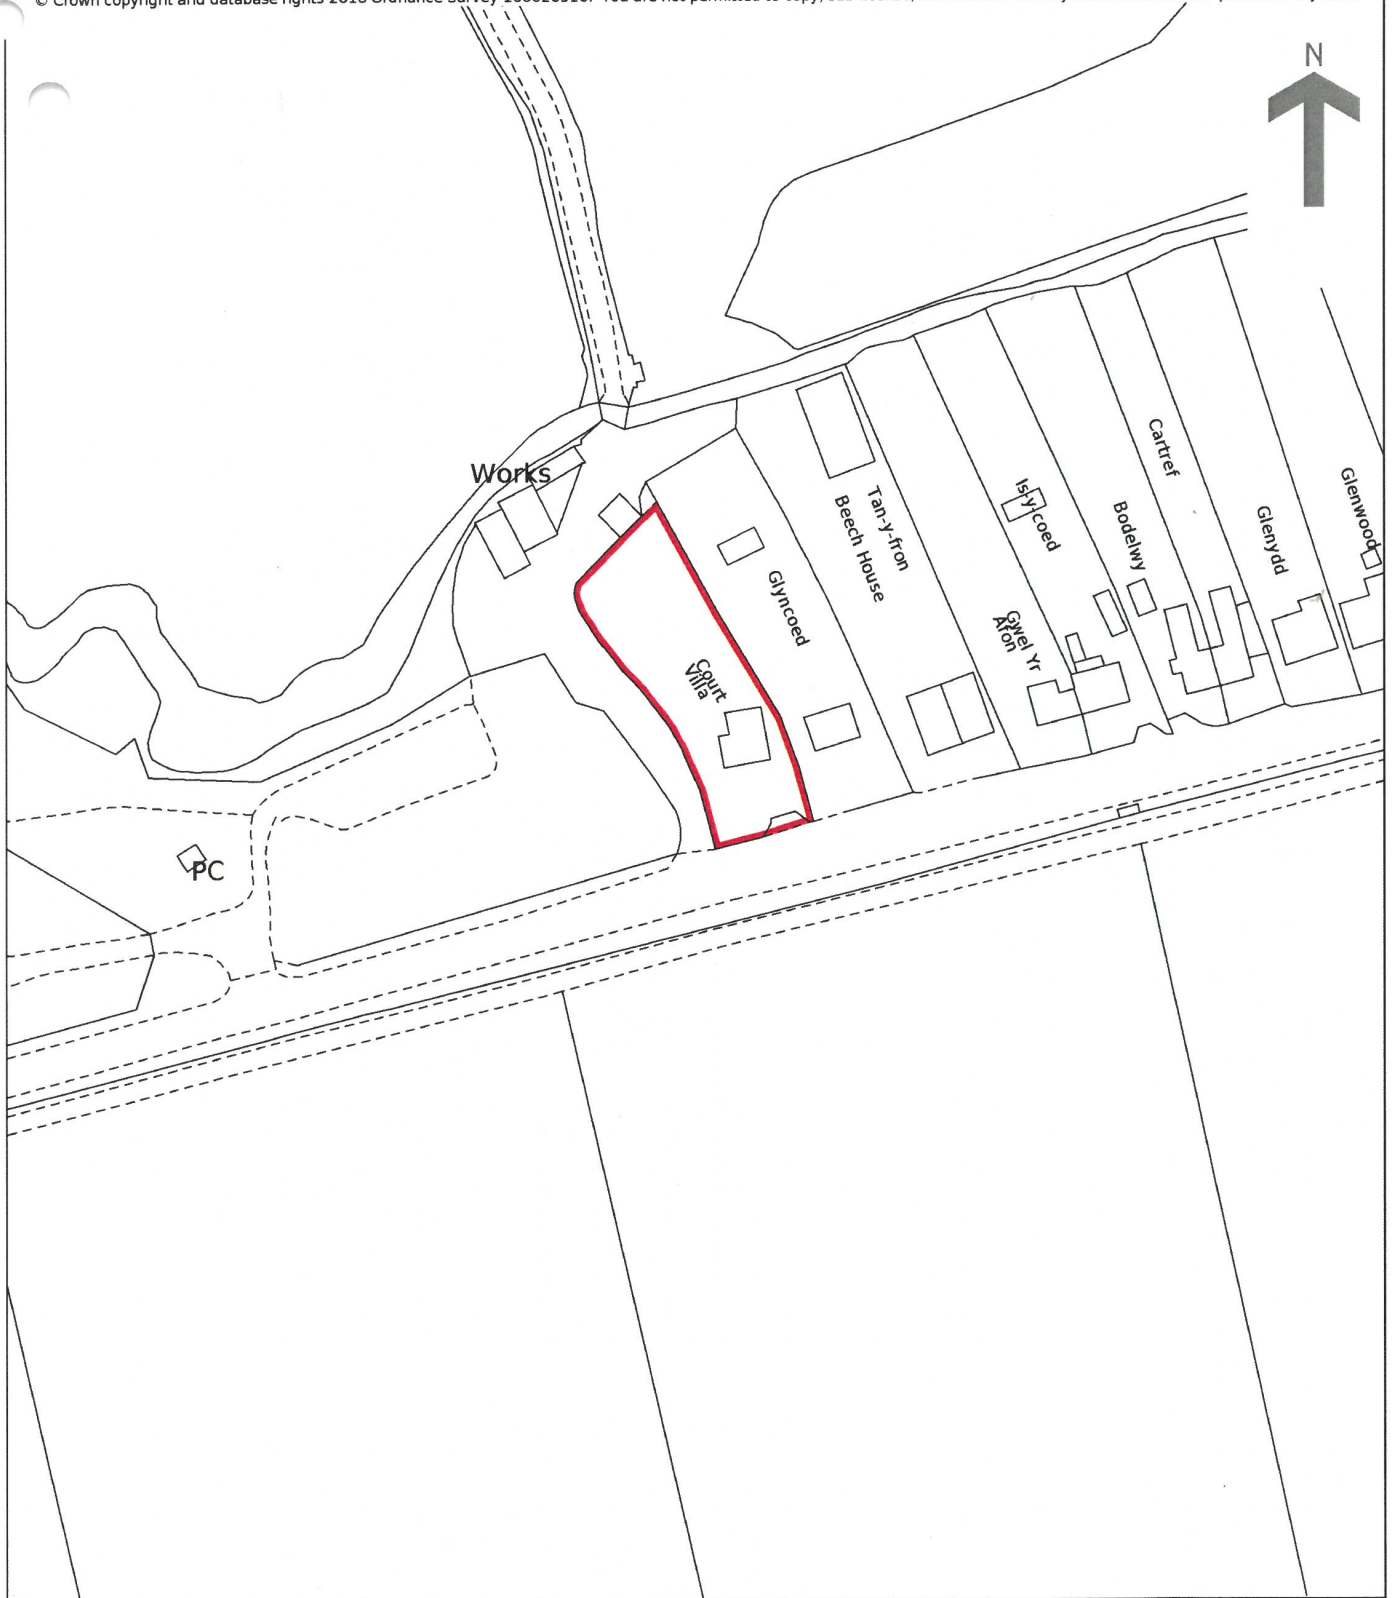 N
Works
Cartref
Tan-y-fron
Beech House
Is-y-coed
Bodelwy
Glenwood
Glenydd
Glyncoed
Gwel Yr
Afon
Court
Villa
PC